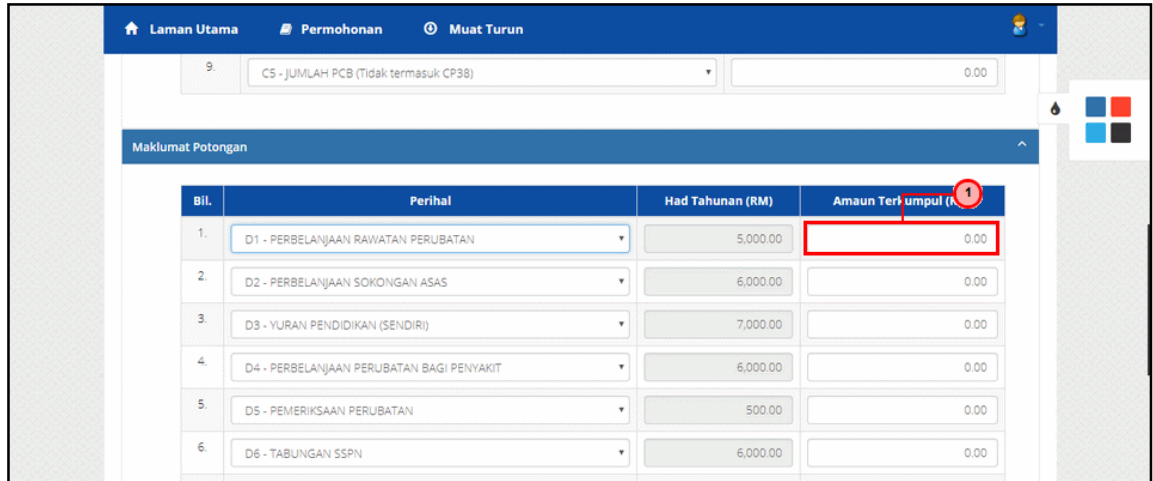 Laman Utama Permohonan Muat Turun
9. C5 - JUMLAH PCB (Tidak termasuk CP38) 0.00
Maklumat Potongan
Bil. Perihal Had Tahunan (RM) Amaun Terkumpul 1
1. D1 - PERBELANJAAN RAWATAN PERUBATAN 5,000.00 0.00
2. D2 - PERBELANJAAN SOKONGAN ASAS 6,000.00 0.00
3. D3 - YURAN PENDIDIKAN (SENDIRI) 7,000.00 0.00
4. D4 - PERBELANJAAN PERUBATAN BAGI PENYAKIT 6,000.00 0.00
5. D5 - PEMERIKSAAN PERUBATAN 500.00 0.00
6. D6 - TABUNGAN SSPN 6,000.00 0.00